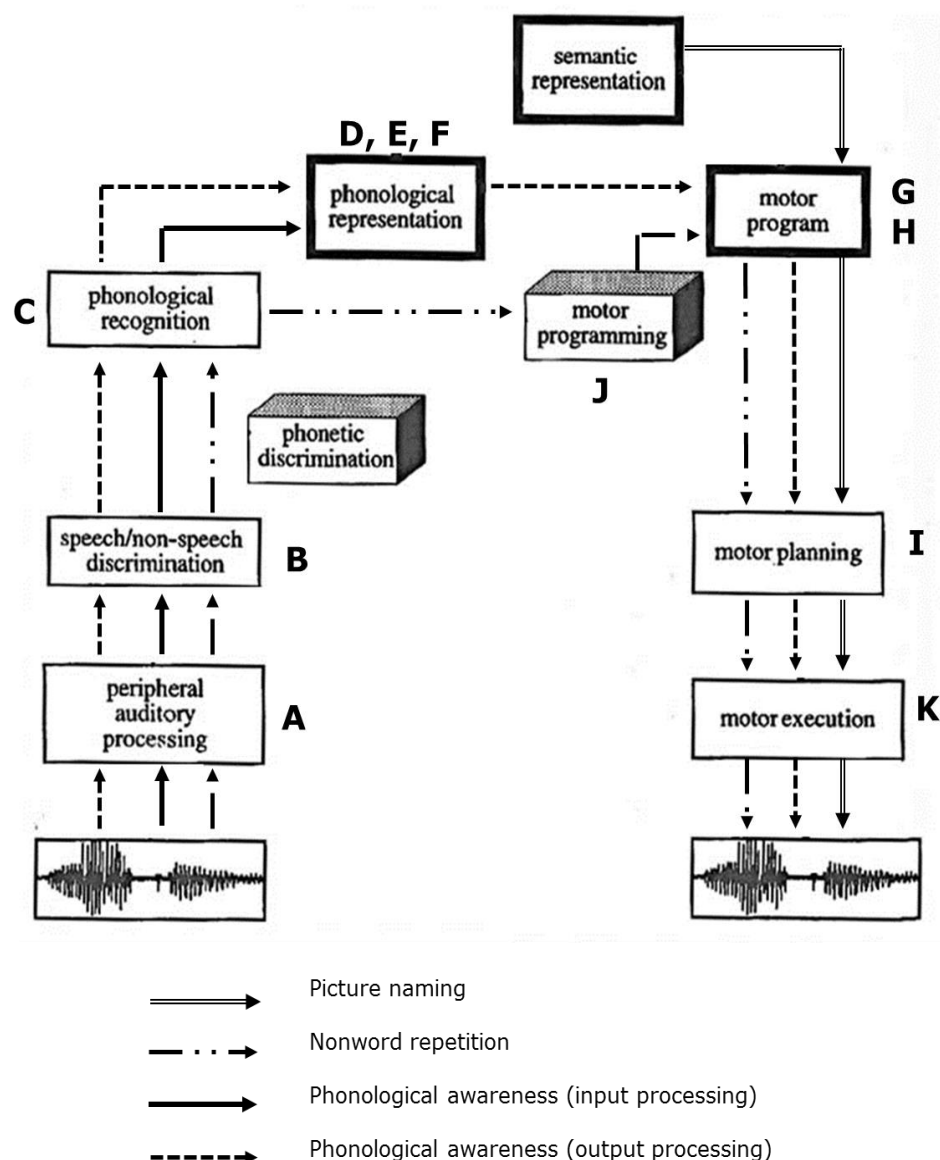 semantic
representation
D, E, F
phonological
representation
motor
program
G
H
C
phonological
recognition
motor
programming
J
phonetic
discrimination
speech/non-speech
discrimination
B
motor planning
I
peripheral
auditory
processing
A
motor execution
K
Picture naming
Nonword repetition
Phonological awareness (input processing)
Phonological awareness (output processing)